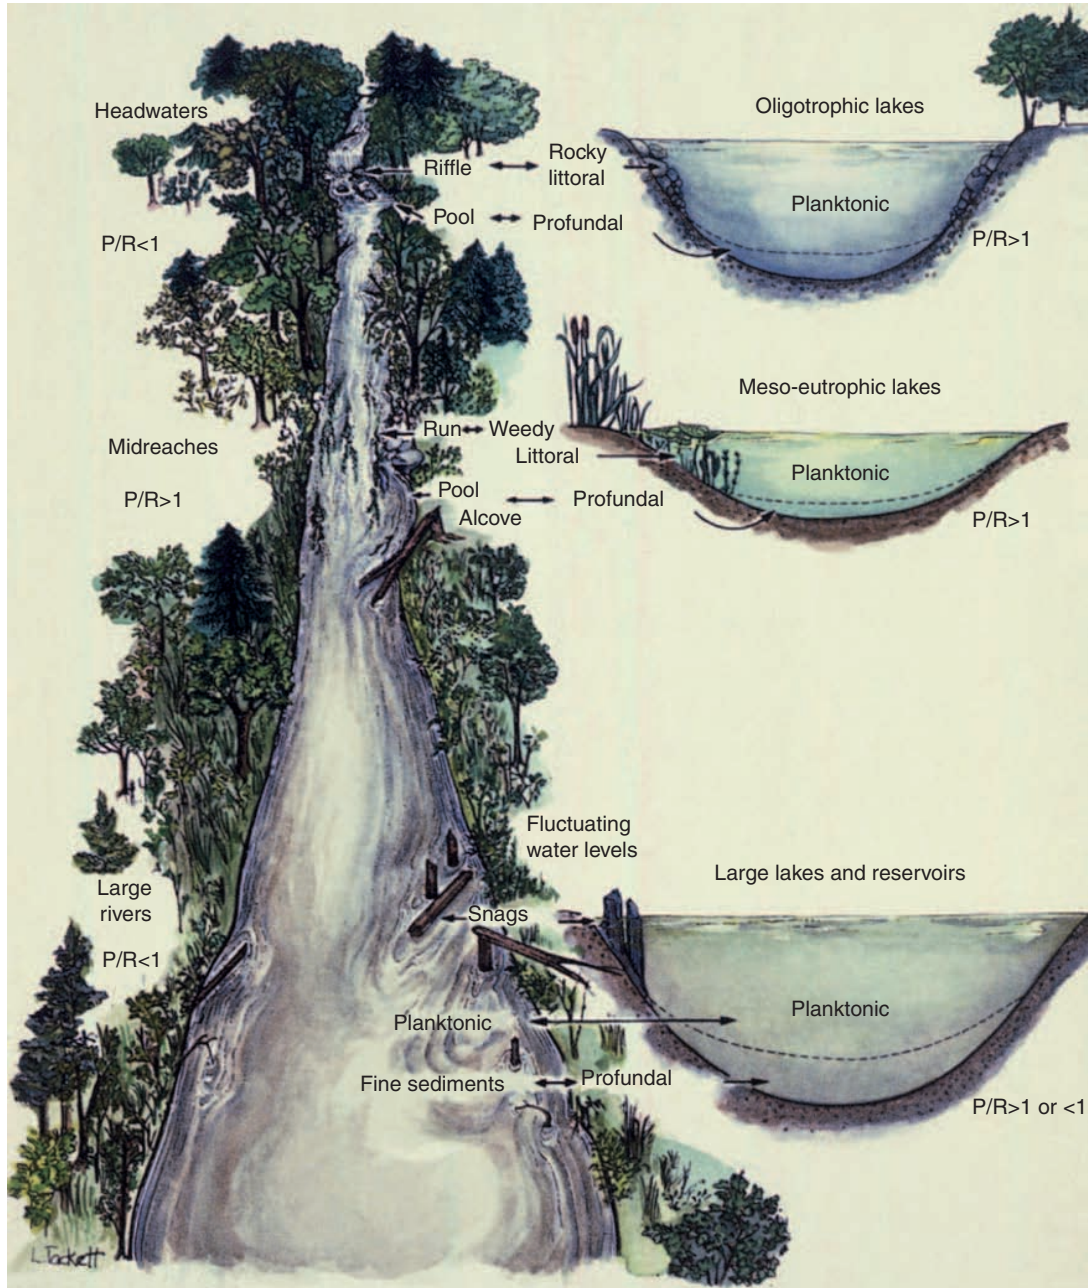 Headwaters
Oligotrophic lakes
Riffle
Rocky
littoral
Planktonic
Pool
Profundal
P/R<1
P/R>1
Meso-eutrophic lakes
Midreaches
Run
Weedy
Littoral
Planktonic
P/R>1
Pool
Alcove
Profundal
P/R>1
Fluctuating
water levels
Large lakes and reservoirs
Large
rivers
Snags
P/R<1
Planktonic
Planktonic
Fine sediments
Profundal
P/R>1 or <1
L. Tackett